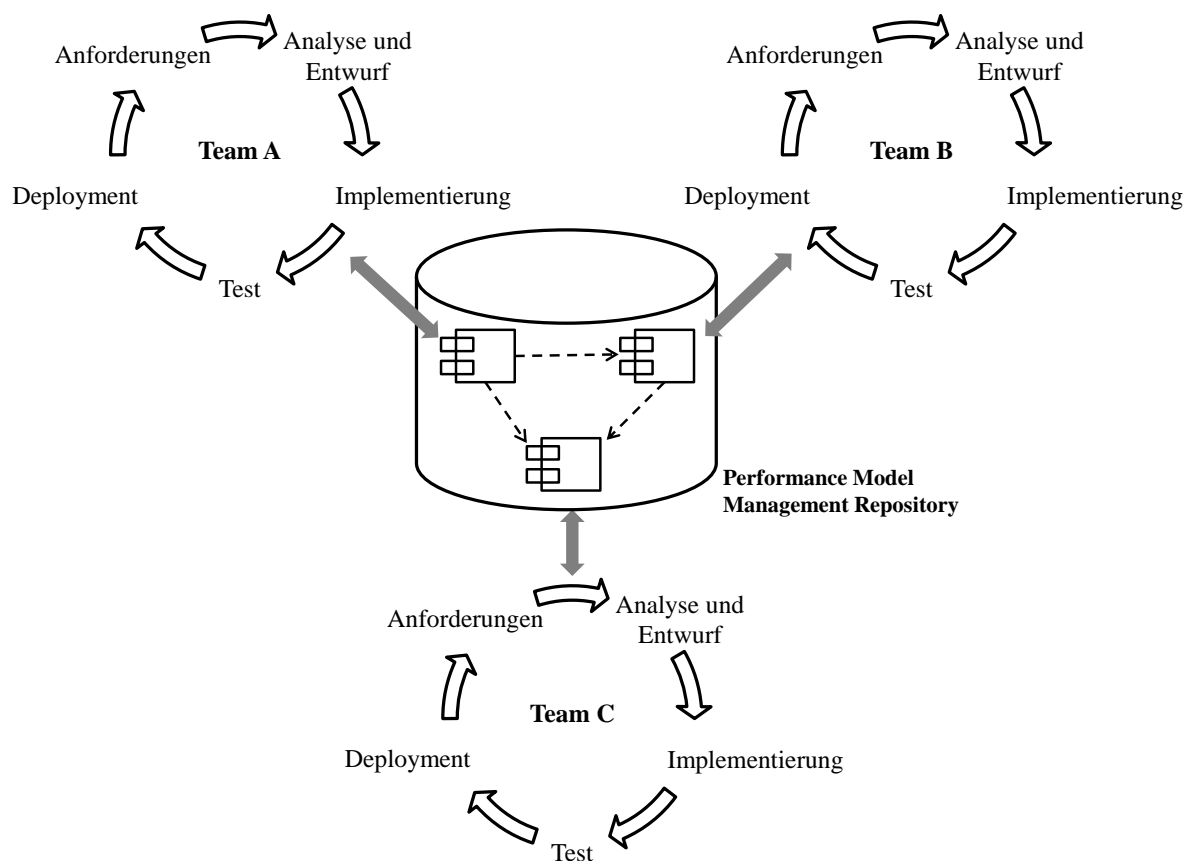 Anforderungen
Analyse und
Entwurf
Team A
Deployment
Implementierung
Test
Anforderungen
Analyse und
Entwurf
Team B
Deployment
Implementierung
Test
Performance Model
Management Repository
Anforderungen
Analyse und
Entwurf
Team C
Deployment
Implementierung
Test